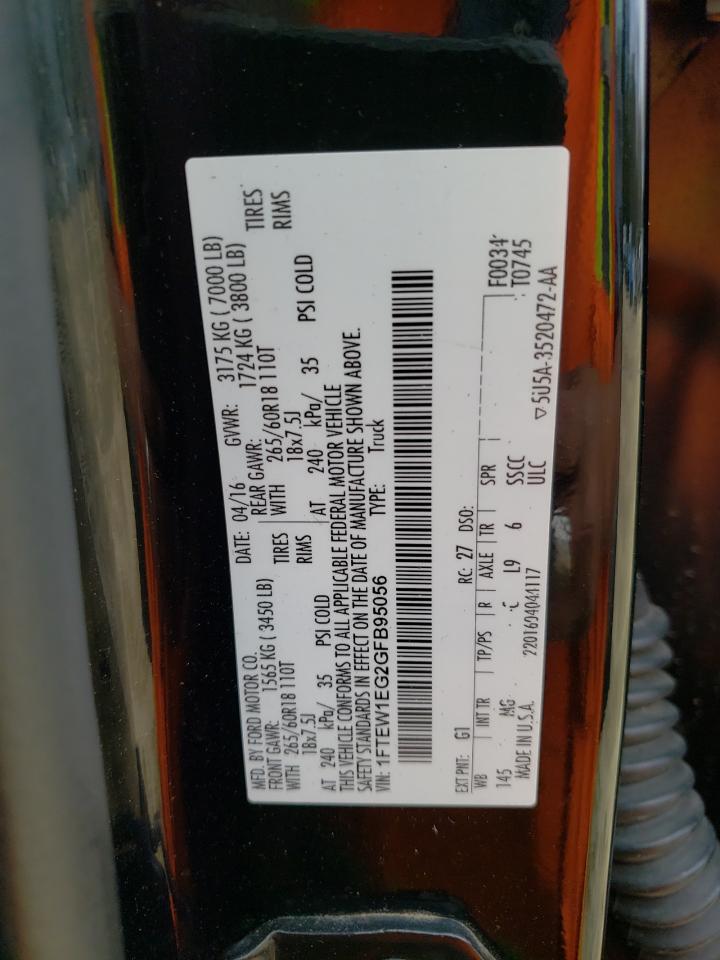 MFD. BY FORD MOTOR CO. DATE: 04/16 GVWR: 3175 KG ( 7000 LB)
FRONT GAWR: 1565 KG ( 3450 LB) REAR GAWR: 1724 KG ( 3800 LB)
WITH 265/60R18 110T TIRES WITH 265/60R18 110T TIRES
18x7.5J RIMS 18x7.5J RIMS
AT 240 kPa/ 35 PSI COLD AT 240 kPa/ 35 PSI COLD
THIS VEHICLE CONFORMS TO ALL APPLICABLE FEDERAL MOTOR VEHICLE
SAFETY STANDARDS IN EFFECT ON THE DATE OF MANUFACTURE SHOWN ABOVE.
VIN: 1FTEW1EG2GFB95056 TYPE: Truck
EXT PNT: G1 RC: 27 DSO:
WB INT TR TP/PS R AXLE TR SPR F0034
145 MG L9 6 SSCC T0745
MADE IN U.S.A. 2201604044117 ULC
▽5U5A-3520472-AA